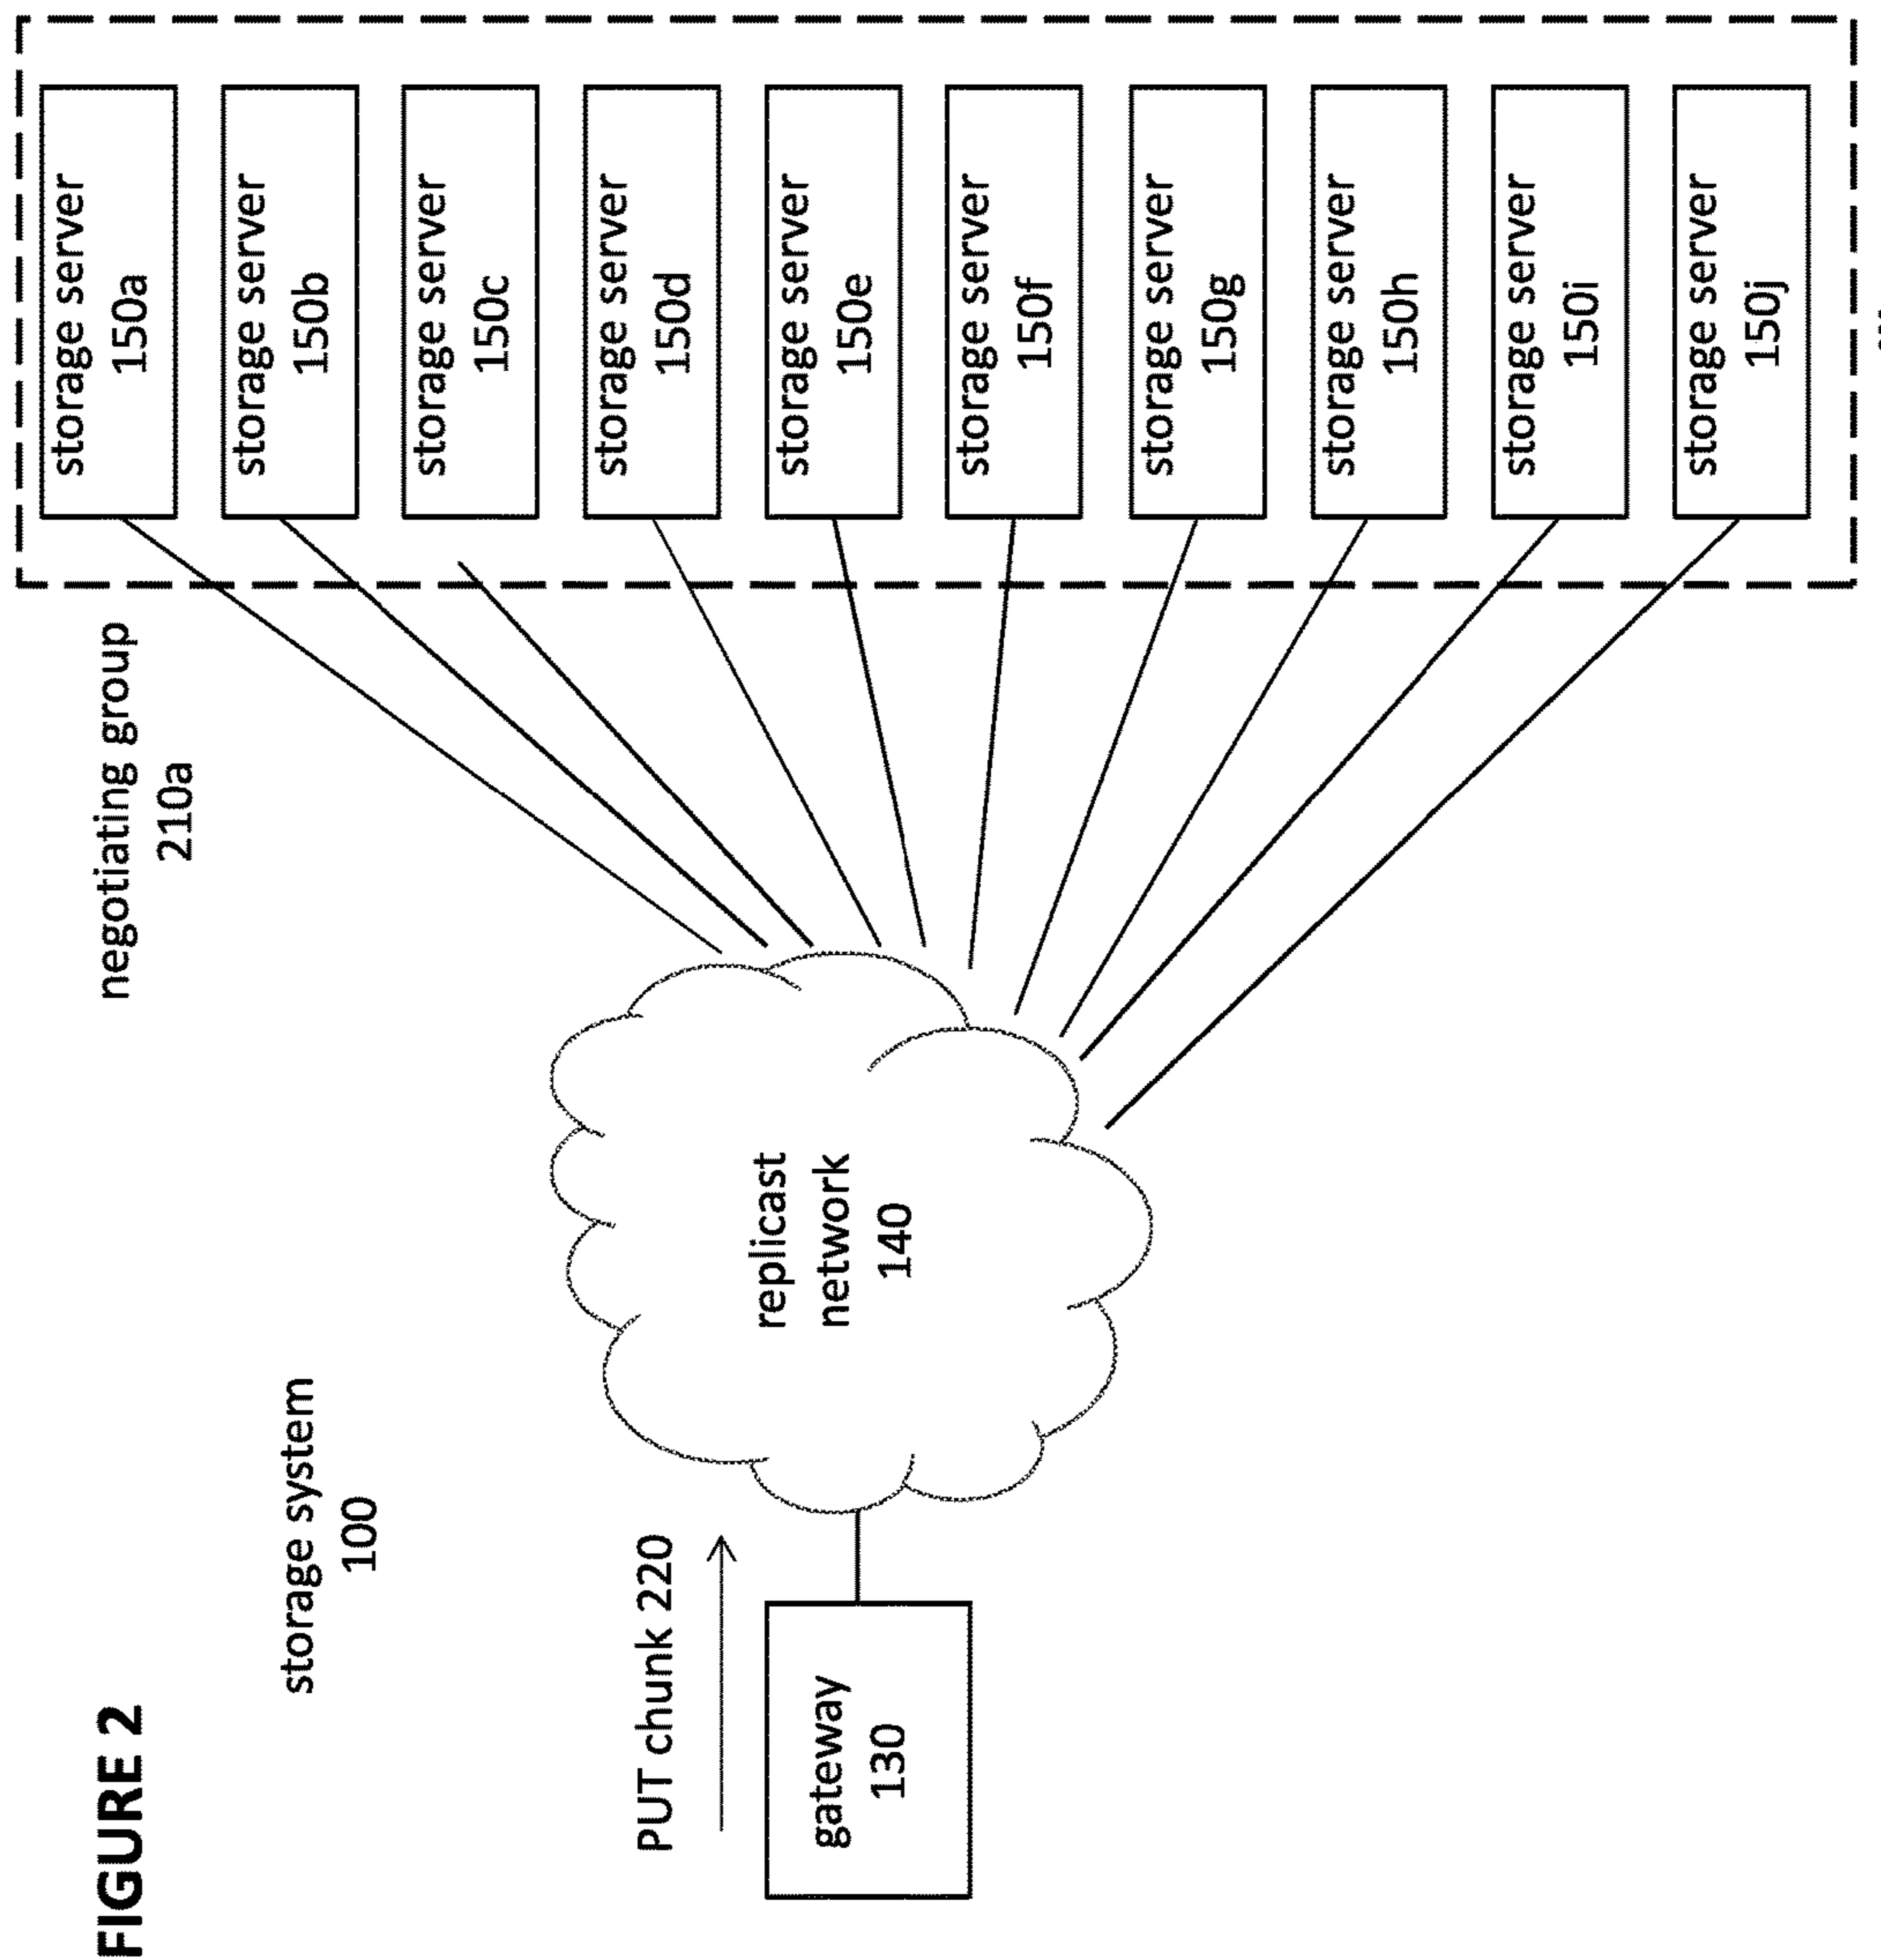 FIGURE 2
storage system
100
negotiating group
210a
PUT chunk 220
gateway
130
replicast
network
140
storage server
150a
storage server
150b
storage server
150c
storage server
150d
storage server
150e
storage server
150f
storage server
150g
storage server
150h
storage server
150i
storage server
150j